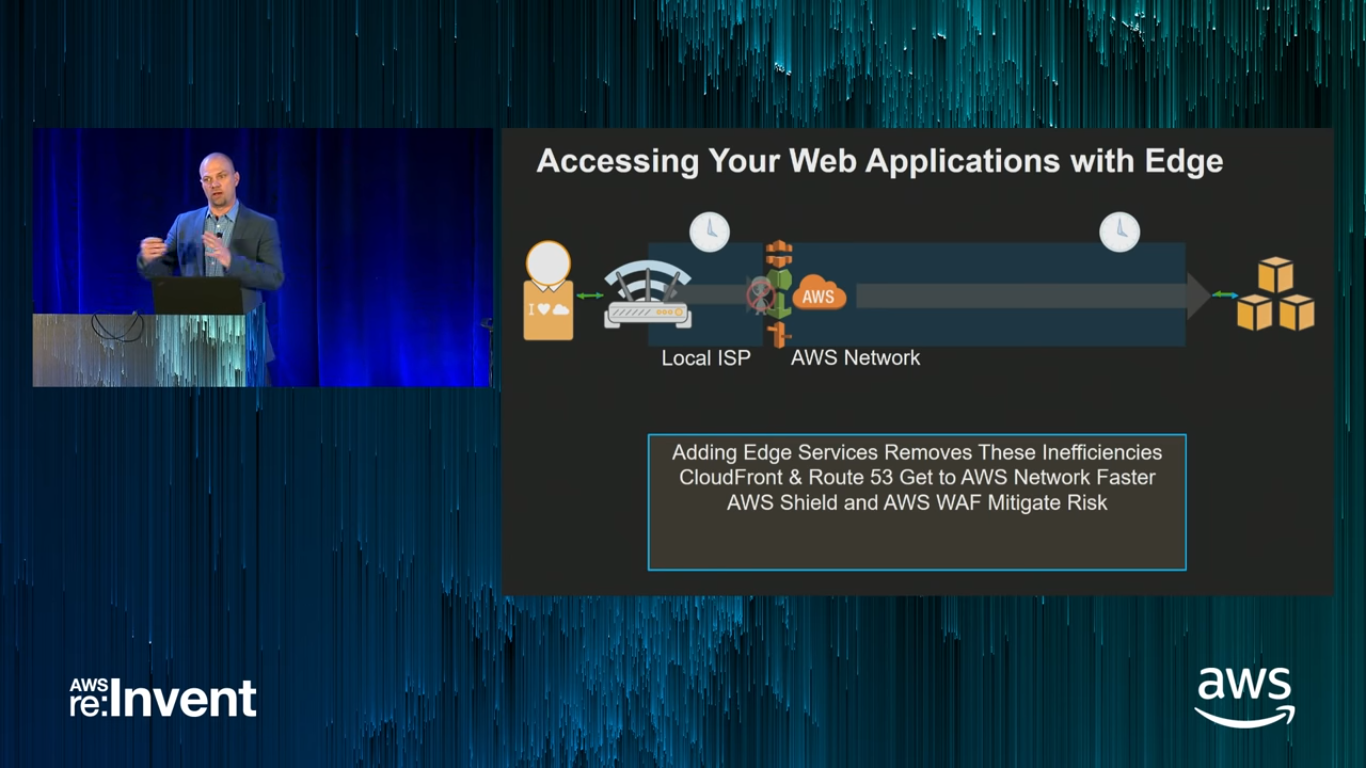 Accessing Your Web Applications with Edge
I
AWS
Local ISP
AWS Network
Adding Edge Services Removes These Inefficiencies
CloudFront & Route 53 Get to AWS Network Faster
AWS Shield and AWS WAF Mitigate Risk
AWS
re:Invent
aws